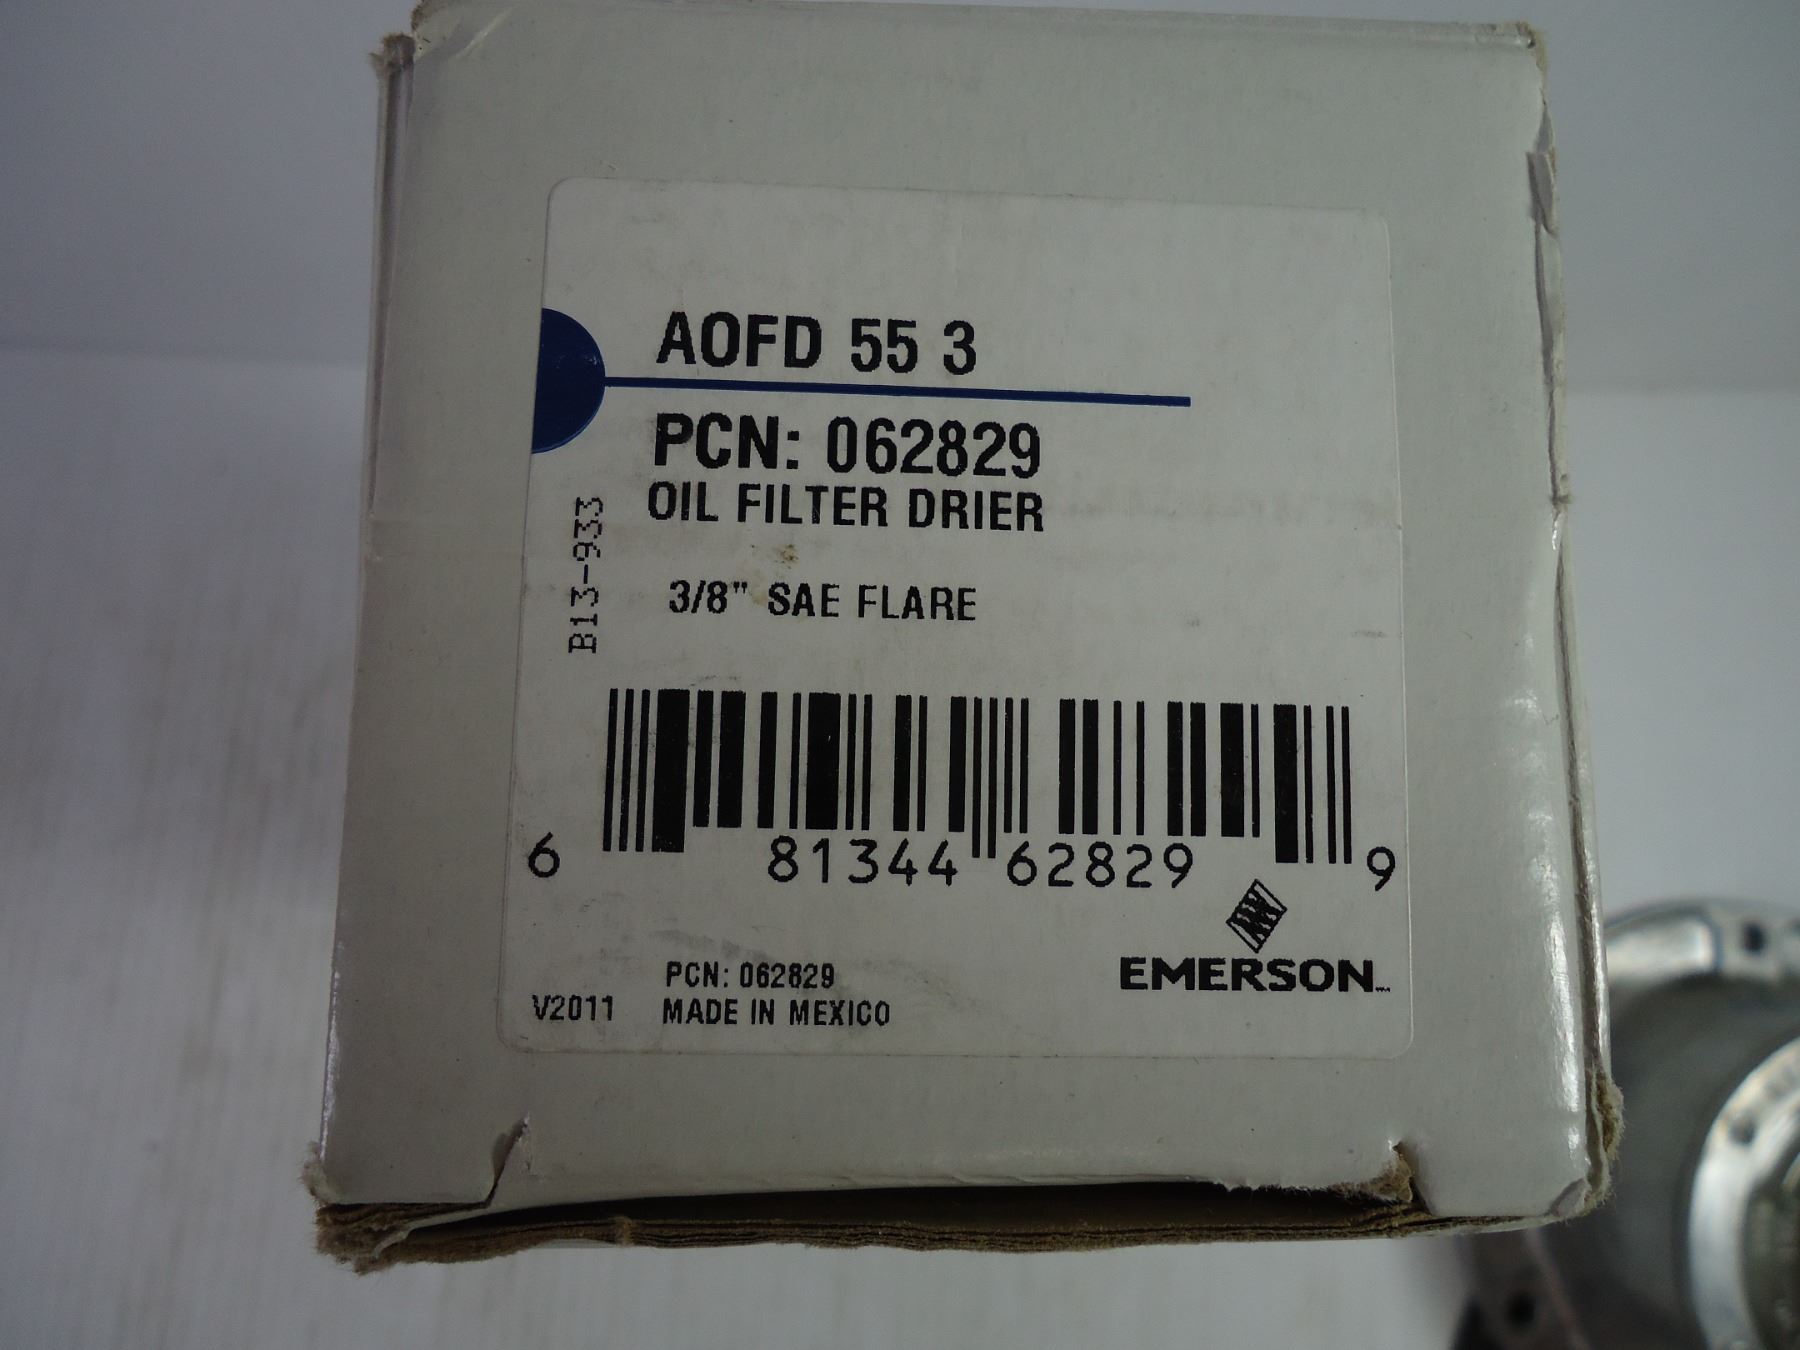 AOFD 55 3
PCN: 062829
OIL FILTER DRIER
B13-933
3/8" SAE FLARE
6 81344 62829 9
EMERSON
PCN: 062829
V2011 MADE IN MEXICO